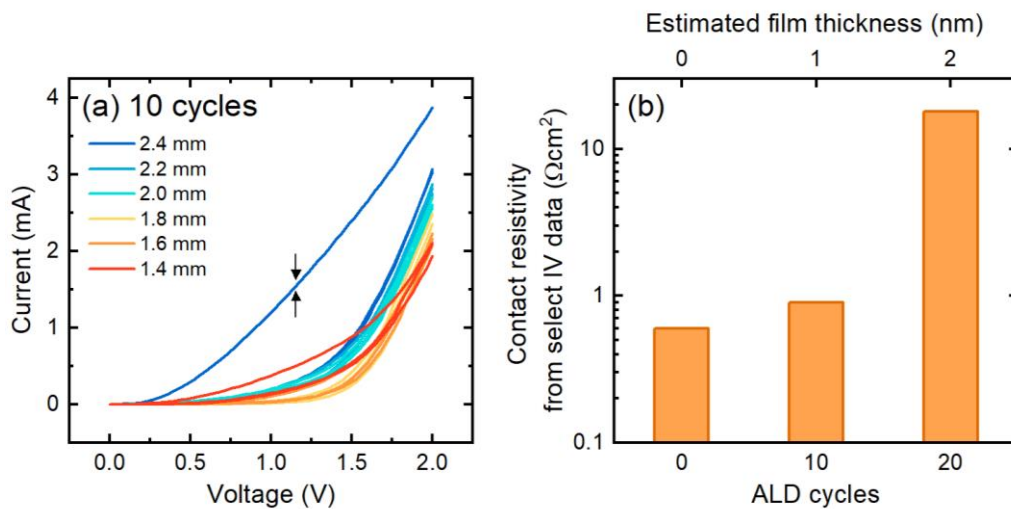 (a) 10 cycles
2.4 mm
2.2 mm
2.0 mm
1.8 mm
1.6 mm
1.4 mm
Current (mA)
4
3
2
1
0
0.0 0.5 1.0 1.5 2.0
Voltage (V)
Estimated film thickness (nm)
0 1 2
(b)
Contact resistivity
from select IV data (Ωcm²)
10
1
0.1
0 10 20
ALD cycles